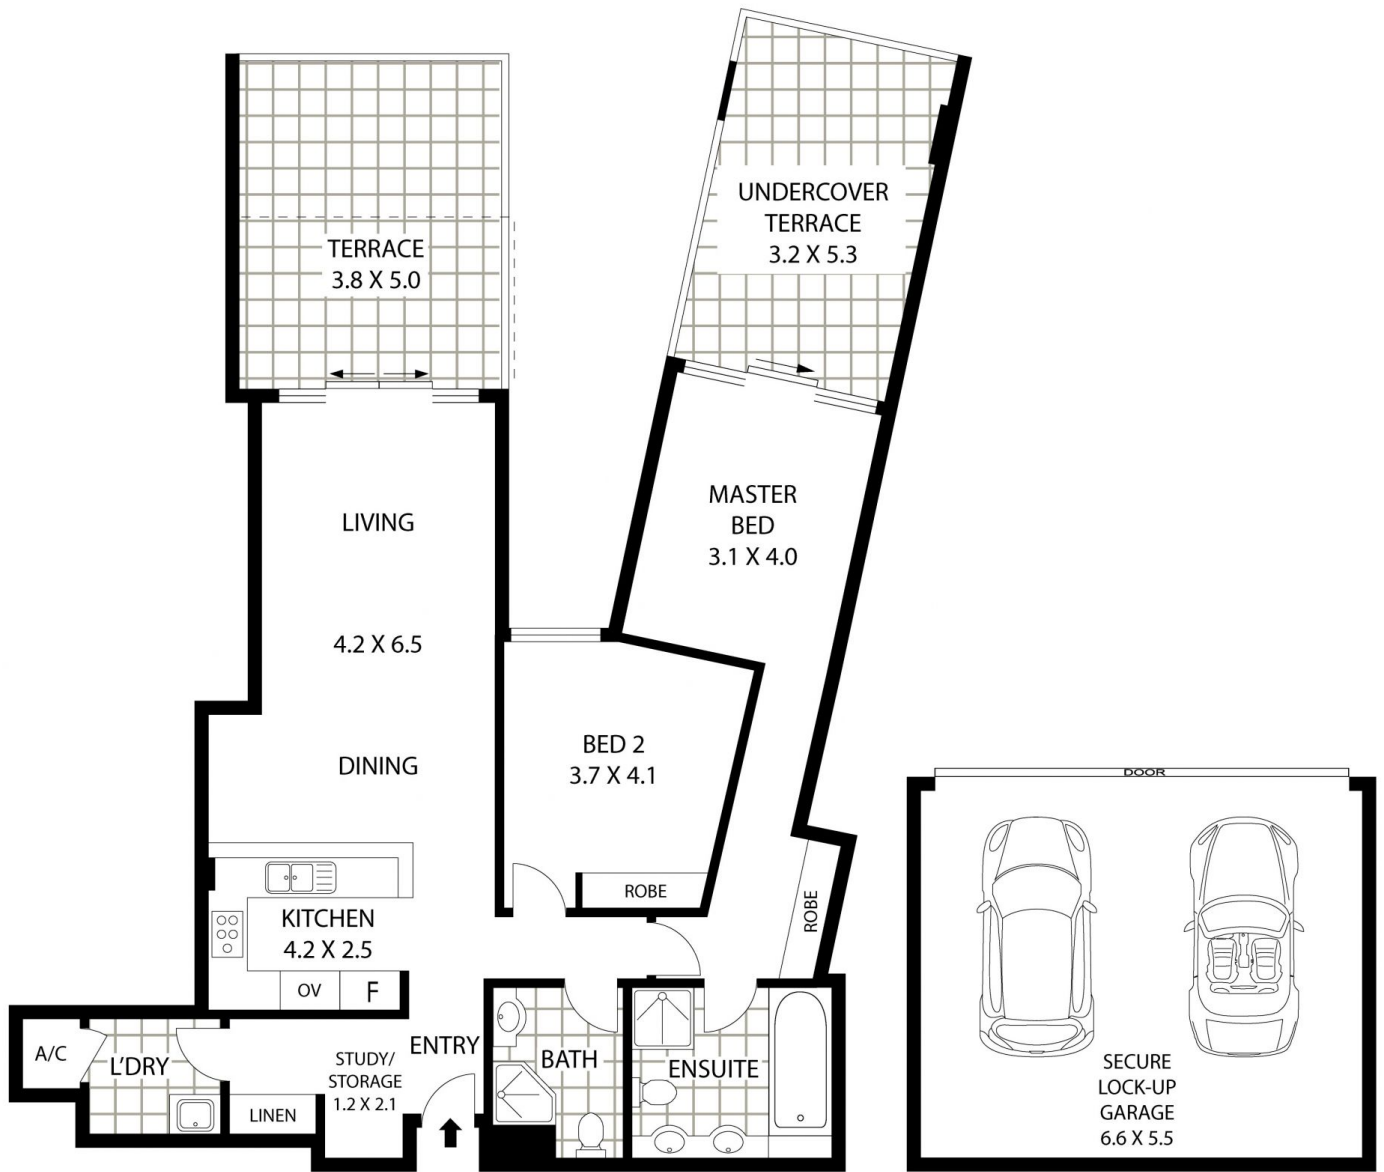 UNDERCOVER
TERRACE
3.2 X 5.3
TERRACE
3.8 X 5.0
MASTER
BED
3.1 X 4.0
LIVING
4.2 X 6.5
DINING
BED 2
3.7 X 4.1
ROBE
ROBE
KITCHEN
4.2 X 2.5
OV
F
A/C
L'DRY
STUDY/
STORAGE
1.2 X 2.1
LINEN
ENTRY
BATH
ENSUITE
DOOR
SECURE
LOCK-UP
GARAGE
6.6 X 5.5